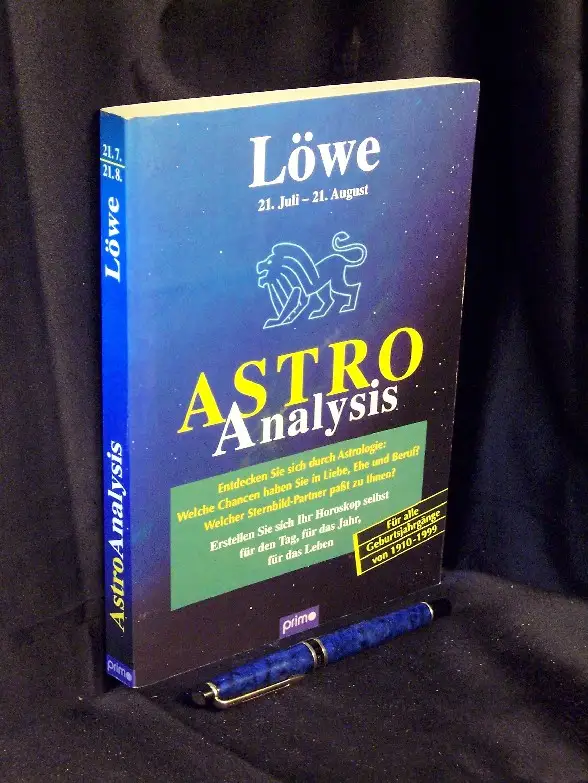 21.7.
21.8.
Löwe
AstroAnalysis
primo
Löwe
21. Juli – 21. August
ASTRO
Analysis
Entdecken Sie sich durch Astrologie:
Welche Chancen haben Sie in Liebe, Ehe und Beruf?
Welcher Sternbild-Partner paßt zu Ihnen?
Erstellen Sie sich Ihr Horoskop selbst
für den Tag, für das Jahr,
für das Leben
Für alle
Geburtsjahrgänge
von 1910-1999
primo